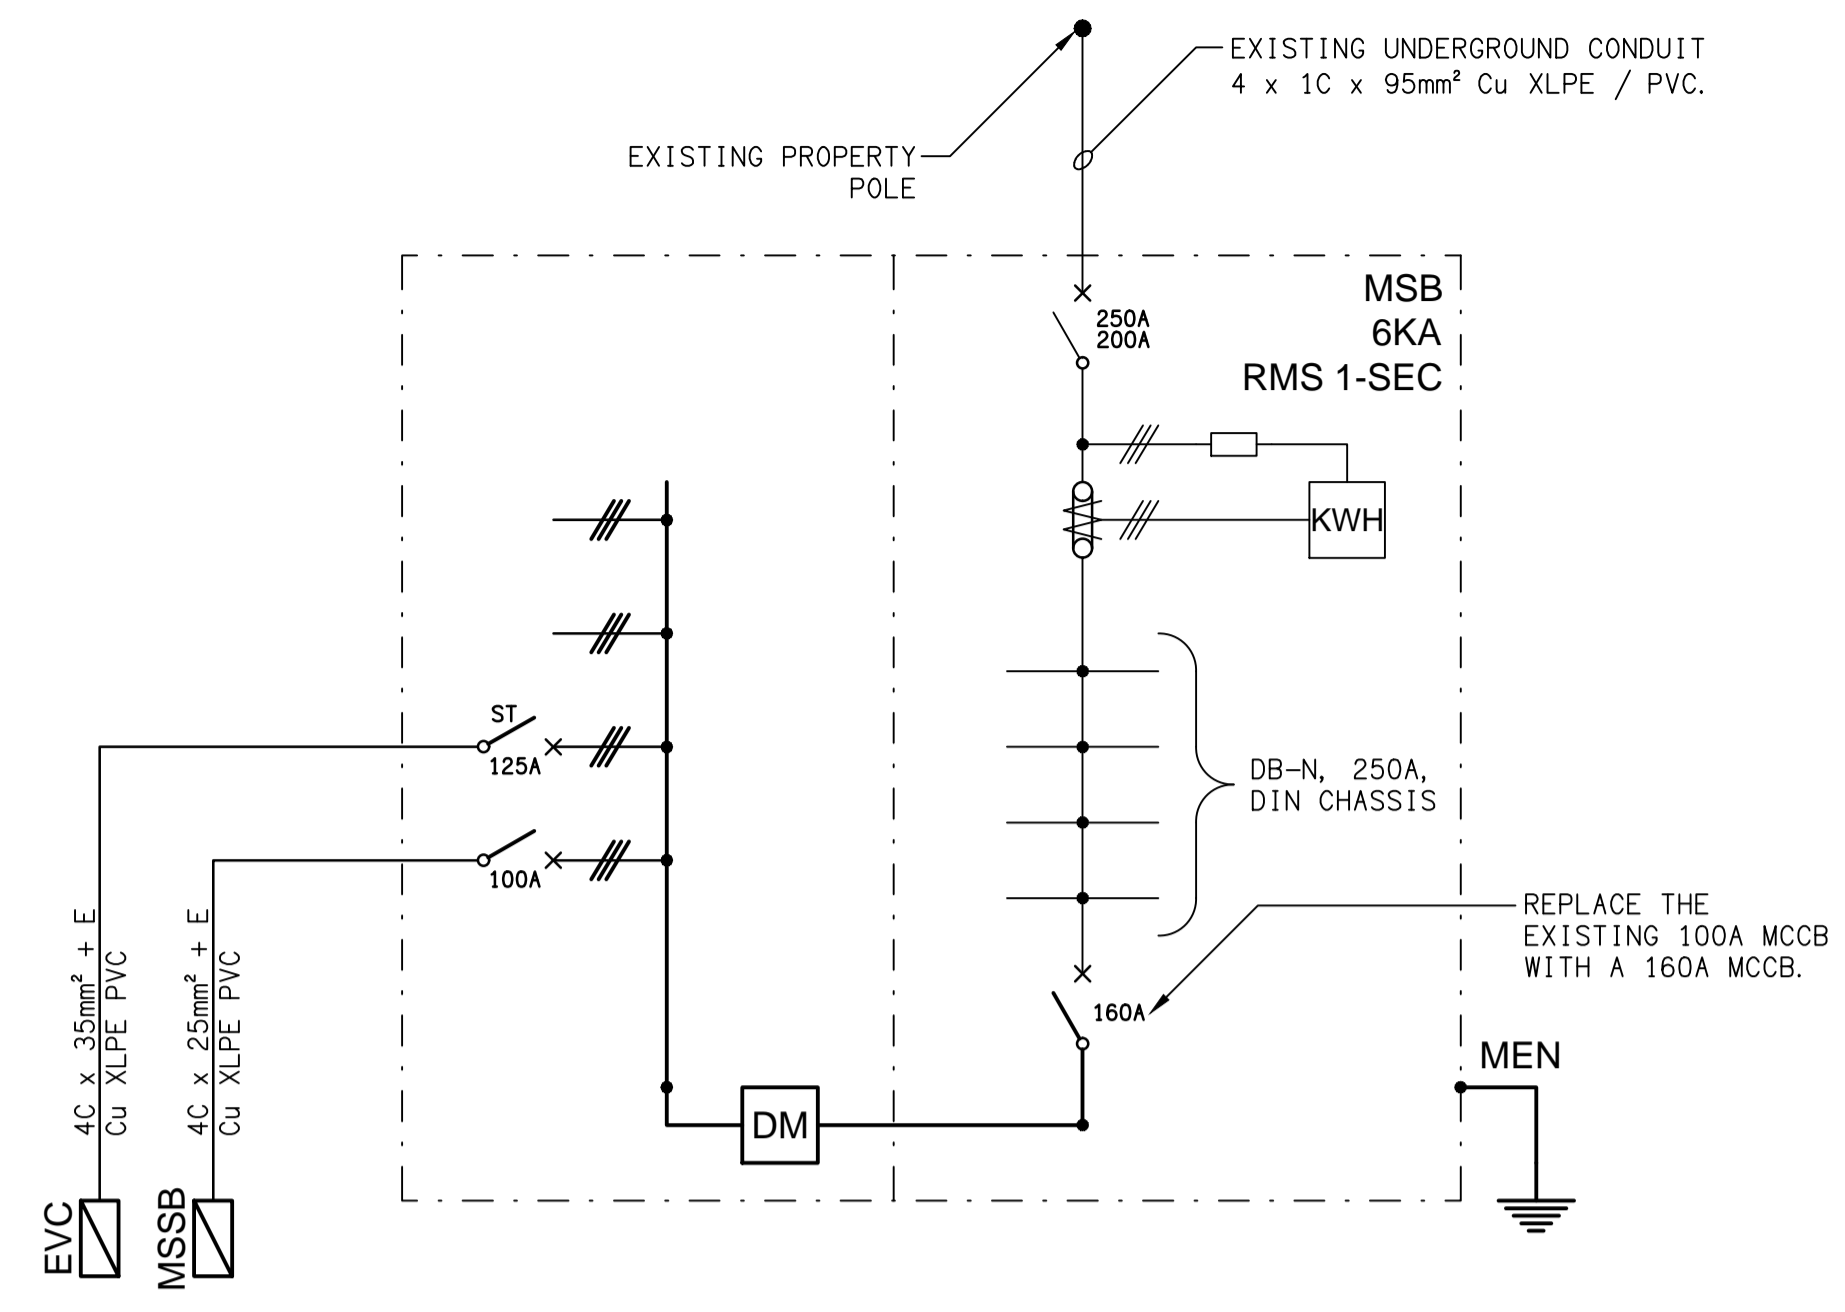 EXISTING UNDERGROUND CONDUIT
4 x 1C x 95mm² Cu XLPE / PVC.
EXISTING PROPERTY
POLE
MSB
6KA
RMS 1-SEC
250A
200A
KWH
ST
125A
100A
DB-N, 250A,
DIN CHASSIS
REPLACE THE
EXISTING 100A MCCB
WITH A 160A MCCB.
160A
MEN
DM
4C x 35mm² + E
Cu XLPE PVC
4C x 25mm² + E
Cu XLPE PVC
EVC
MSSB